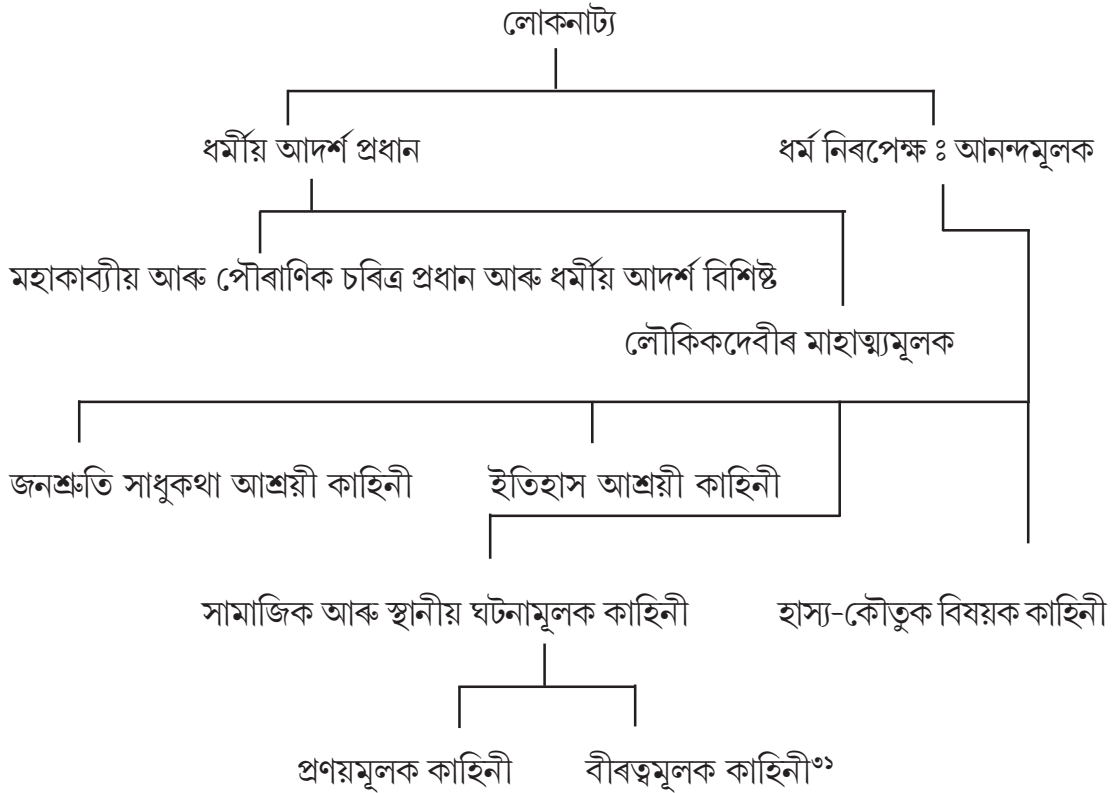 লোকনাট্য
ধৰ্মীয় আদৰ্শ প্ৰধান
ধৰ্ম নিৰপেক্ষ ঃ আনন্দমূলক
মহাকাব্যীয় আৰু পৌৰাণিক চৰিত্ৰ প্ৰধান আৰু ধৰ্মীয় আদৰ্শ বিশিষ্ট
লৌকিকদেবীৰ মাহাত্ম্যমূলক
জনশ্ৰুতি সাধুকথা আশ্ৰয়ী কাহিনী
ইতিহাস আশ্ৰয়ী কাহিনী
সামাজিক আৰু স্থানীয় ঘটনামূলক কাহিনী
হাস্য-কৌতুক বিষয়ক কাহিনী
প্ৰণয়মূলক কাহিনী
বীৰত্বমূলক কাহিনী৩১